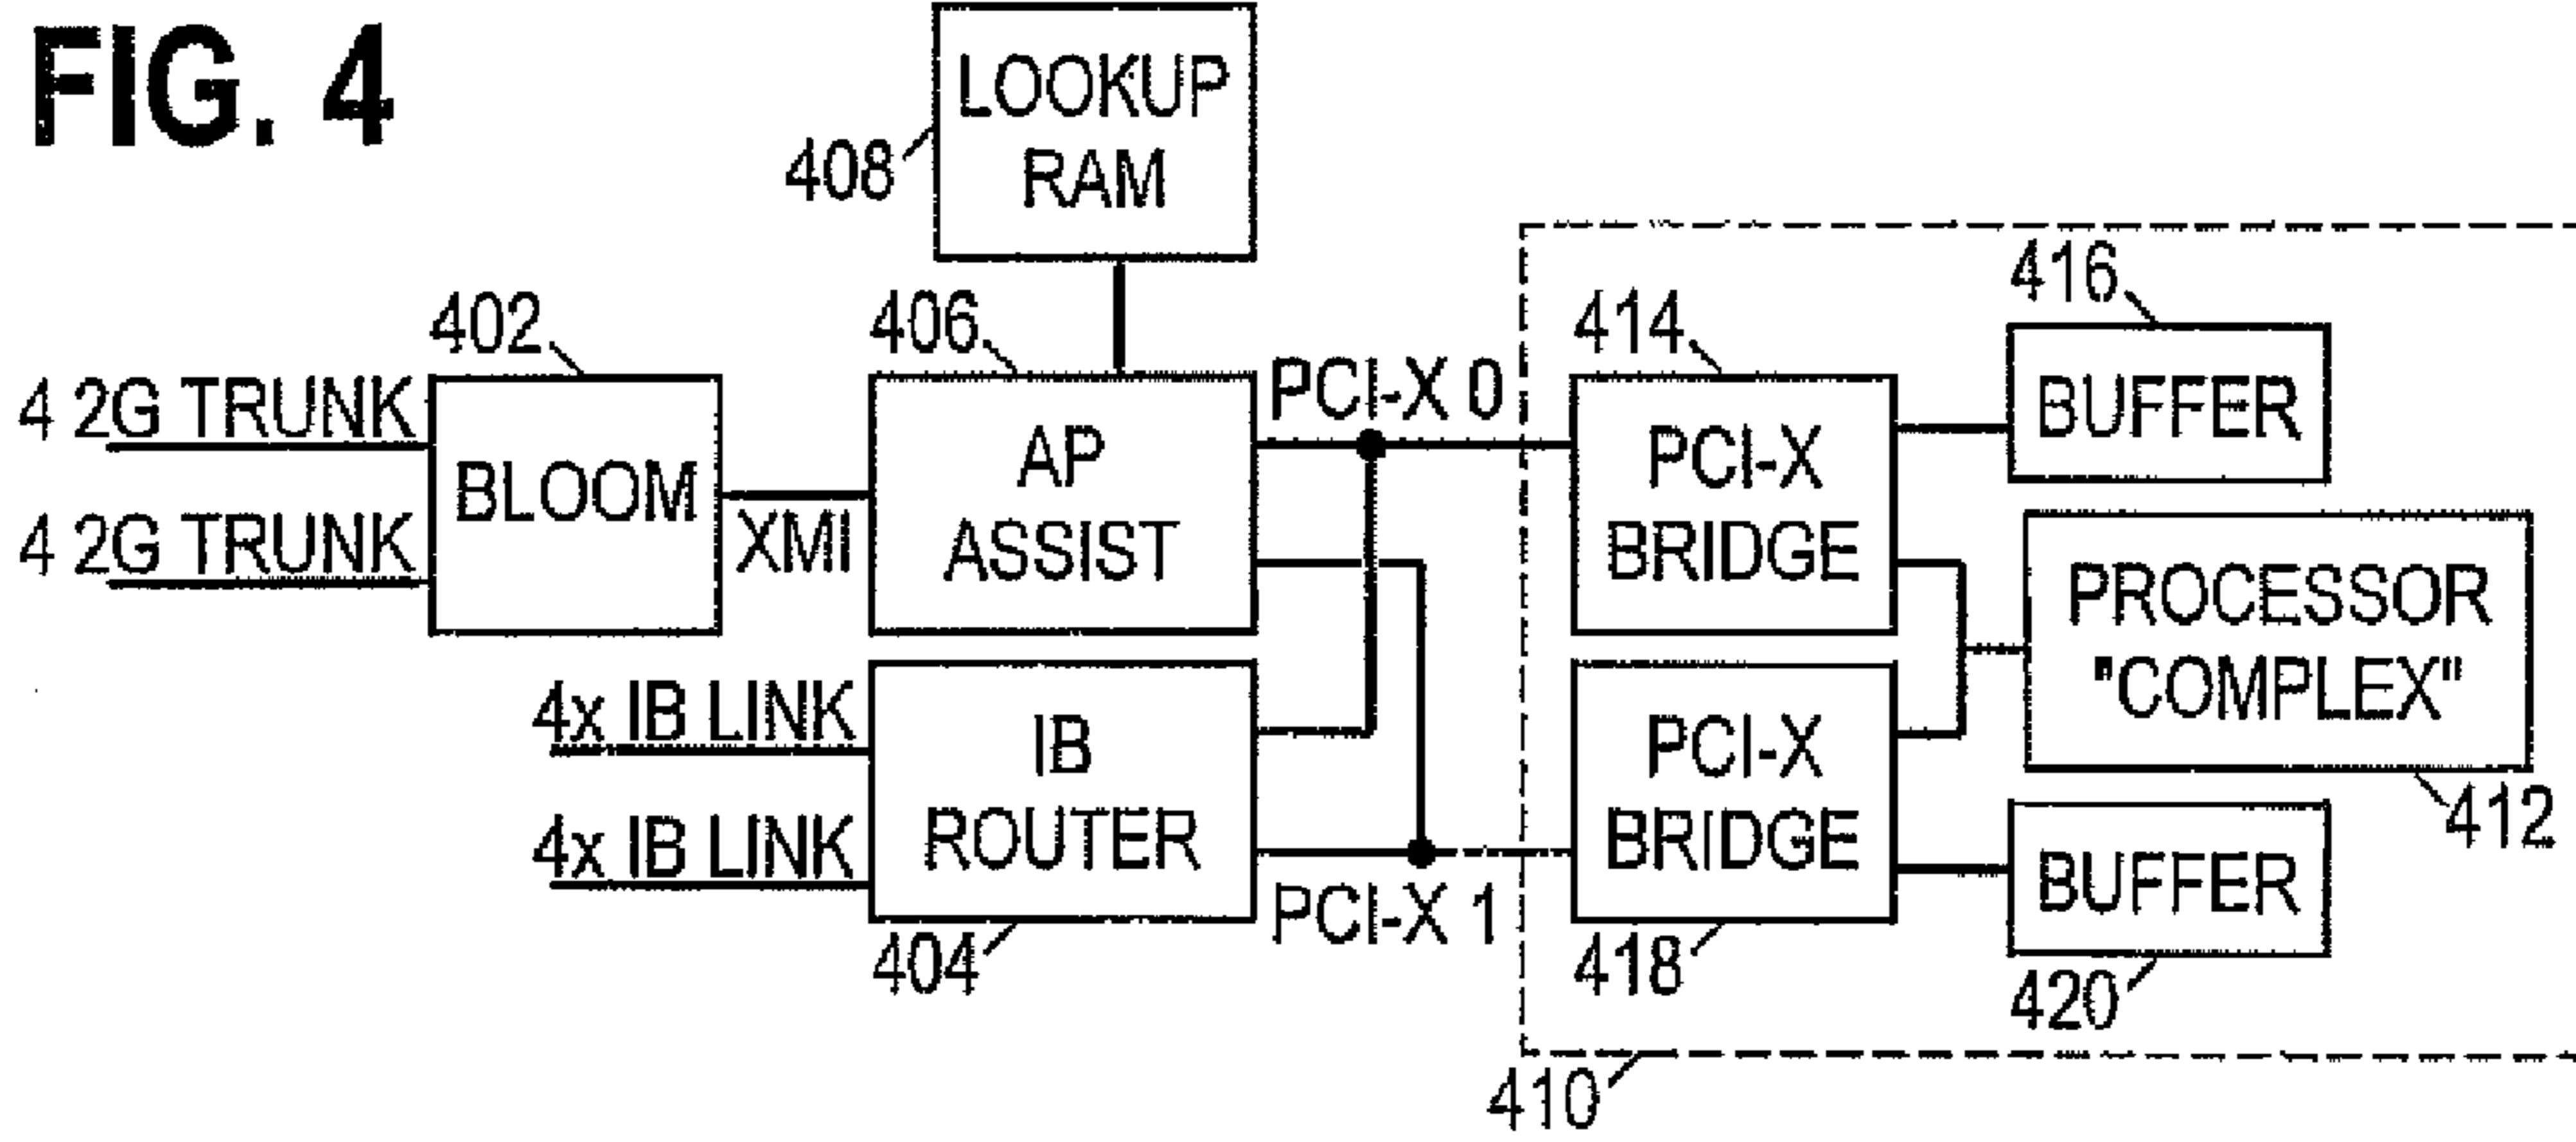 FIG. 4
LOOKUP
RAM
408
402
406
PCI-X 0
414
416
4 2G TRUNK
4 2G TRUNK
BLOOM
XMI
AP
ASSIST
PCI-X
BRIDGE
BUFFER
PROCESSOR
"COMPLEX"
412
4x IB LINK
4x IB LINK
IB
ROUTER
404
PCI-X 1
PCI-X
BRIDGE
418
BUFFER
420
410